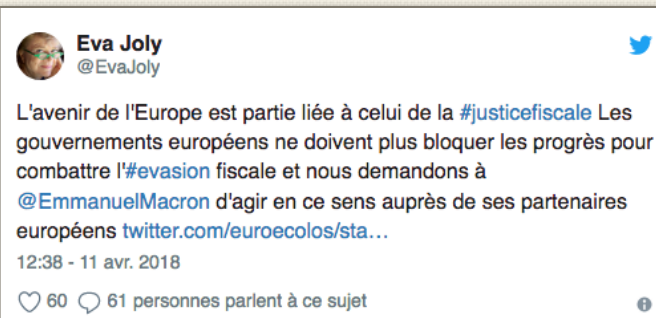 Eva Joly
@EvaJoly
L'avenir de l'Europe est partie liée à celui de la #justicefiscale Les
gouvernements européens ne doivent plus bloquer les progrès pour
combattre l'#evasion fiscale et nous demandons à
@EmmanuelMacron d'agir en ce sens auprès de ses partenaires
européens twitter.com/euroecolos/sta…
12:38 - 11 avr. 2018
60 61 personnes parlent à ce sujet